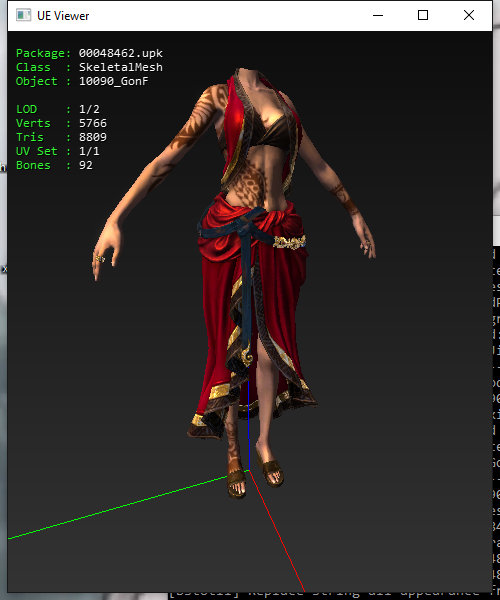 UE Viewer
Package: 00048462.upk
Class : SkeletalMesh
Object : 10090_GonF
LOD : 1/2
Verts : 5766
Tris : 8809
UV Set : 1/1
Bones : 92